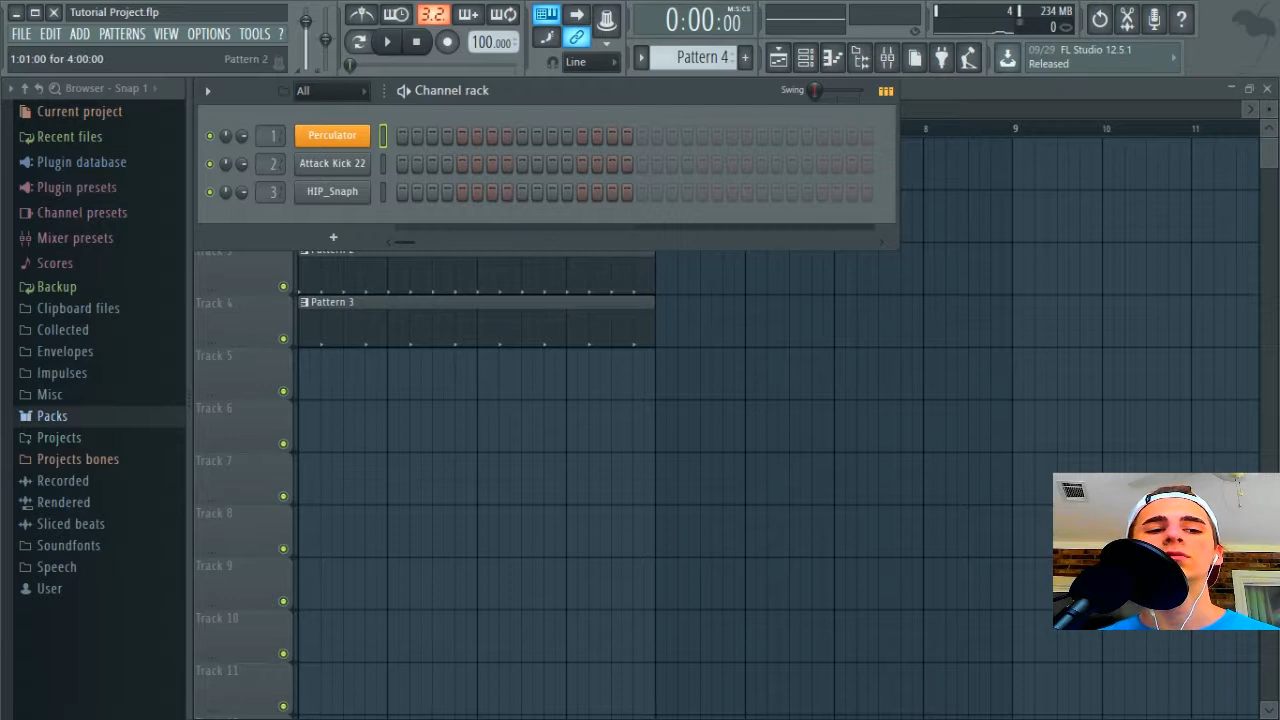 Tutorial Project.flp
FILE EDIT ADD PATTERNS VIEW OPTIONS TOOLS ?
1:01:00 for 4:00:00 Pattern 2
3.2.
100.000
0:00:00
M:S:CS
Line
Pattern 4
4
234 MB
0
09/29 FL Studio 12.5.1
Released
Browser - Snap 1
Current project
Recent files
Plugin database
Plugin presets
Channel presets
Mixer presets
Scores
Backup
Clipboard files
Collected
Envelopes
Impulses
Misc
Packs
Projects
Projects bones
Recorded
Rendered
Sliced beats
Soundfonts
Speech
User
All
Channel rack
Swing
1 Perculator
2 Attack Kick 22
3 HIP_Snaph
+
8 9 10 11
Pattern 3
Track 4
Track 5
Track 6
Track 7
Track 8
Track 9
Track 10
Track 11